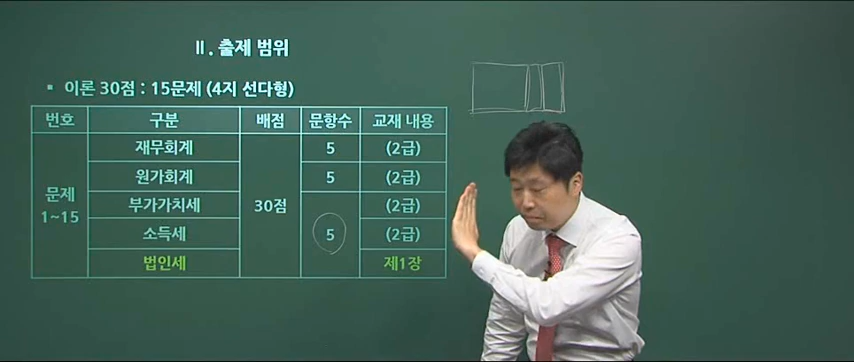 Ⅱ. 출제 범위
▪ 이론 30점 : 15문제 (4지 선다형)
번호 구분 배점 문항수 교재 내용
문제 1~15 재무회계 30점 5 (2급)
원가회계 5 (2급)
부가가치세 5 (2급)
소득세 (2급)
법인세 제1장